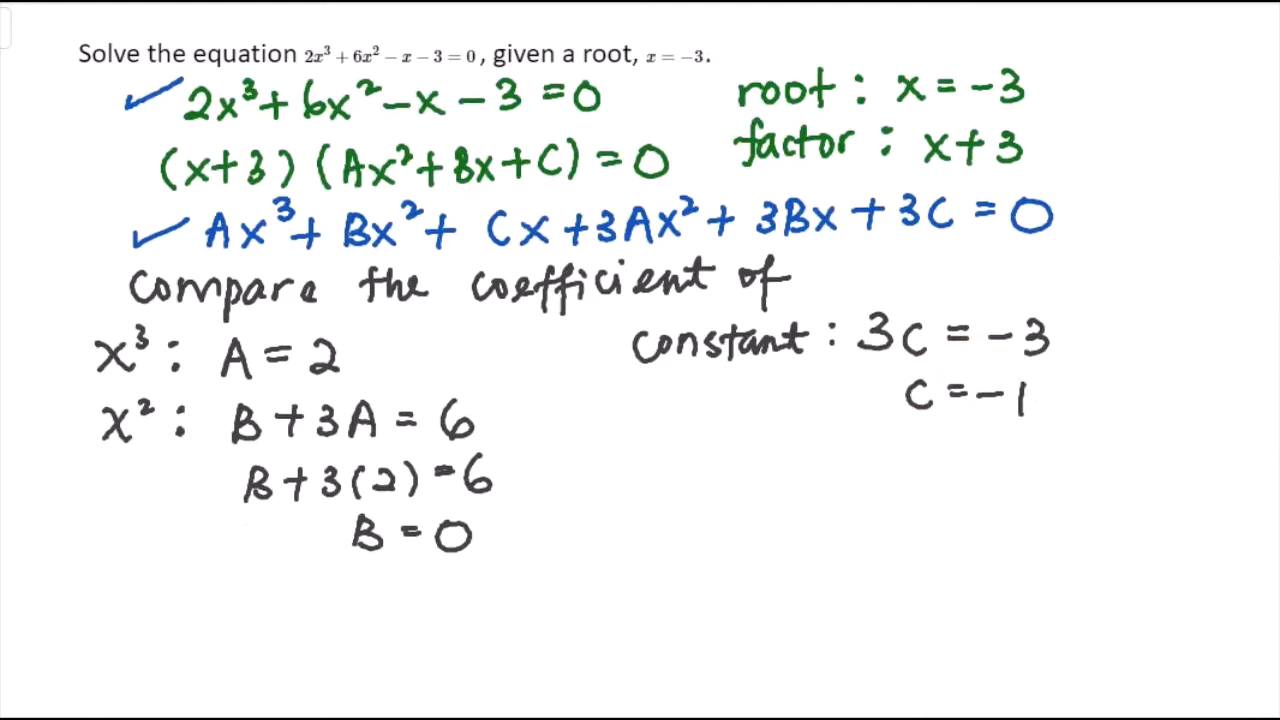 Solve the equation 2x³ + 6x² − x − 3 = 0, given a root, x = −3.
2x³ + 6x² − x − 3 = 0
root : x = −3
(x+3) (Ax² + Bx + C) = 0
factor : x+3
Ax³ + Bx² + Cx + 3Ax² + 3Bx + 3C = 0
compare the coefficient of
x³ : A = 2
constant : 3C = −3
C = −1
x² : B + 3A = 6
B + 3(2) = 6
B = 0